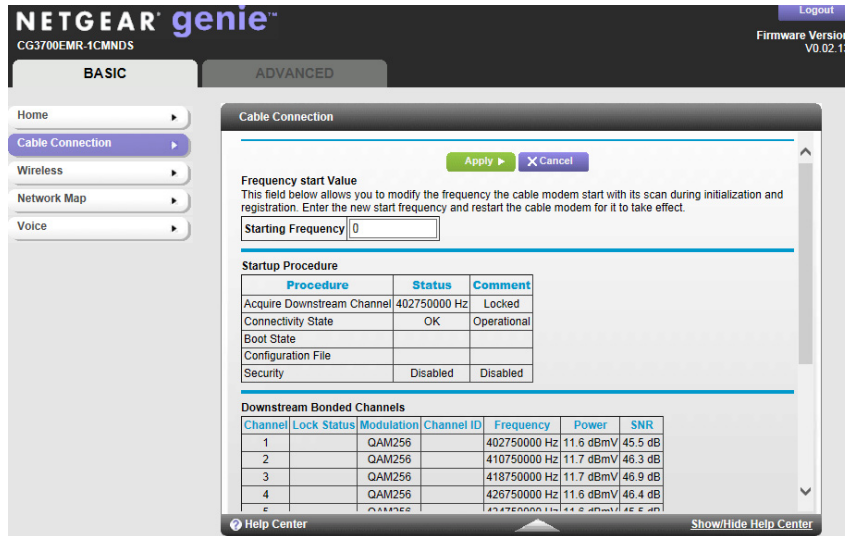 NETGEAR® genie™
Logout
CG3700EMR-1CMNDS
Firmware Version
V0.02.1
BASIC
ADVANCED
Home
Cable Connection
Wireless
Network Map
Voice
Cable Connection
Apply
X Cancel
Frequency start Value
This field below allows you to modify the frequency the cable modem start with its scan during initialization and
registration. Enter the new start frequency and restart the cable modem for it to take effect.
Starting Frequency 0
Startup Procedure
Procedure Status Comment
Acquire Downstream Channel 402750000 Hz Locked
Connectivity State OK Operational
Boot State
Configuration File
Security Disabled Disabled
Downstream Bonded Channels
Channel Lock Status Modulation Channel ID Frequency Power SNR
1 QAM256 402750000 Hz 11.6 dBmV 45.5 dB
2 QAM256 410750000 Hz 11.7 dBmV 46.3 dB
3 QAM256 418750000 Hz 11.7 dBmV 46.9 dB
4 QAM256 426750000 Hz 11.6 dBmV 46.4 dB
Help Center
Show/Hide Help Center